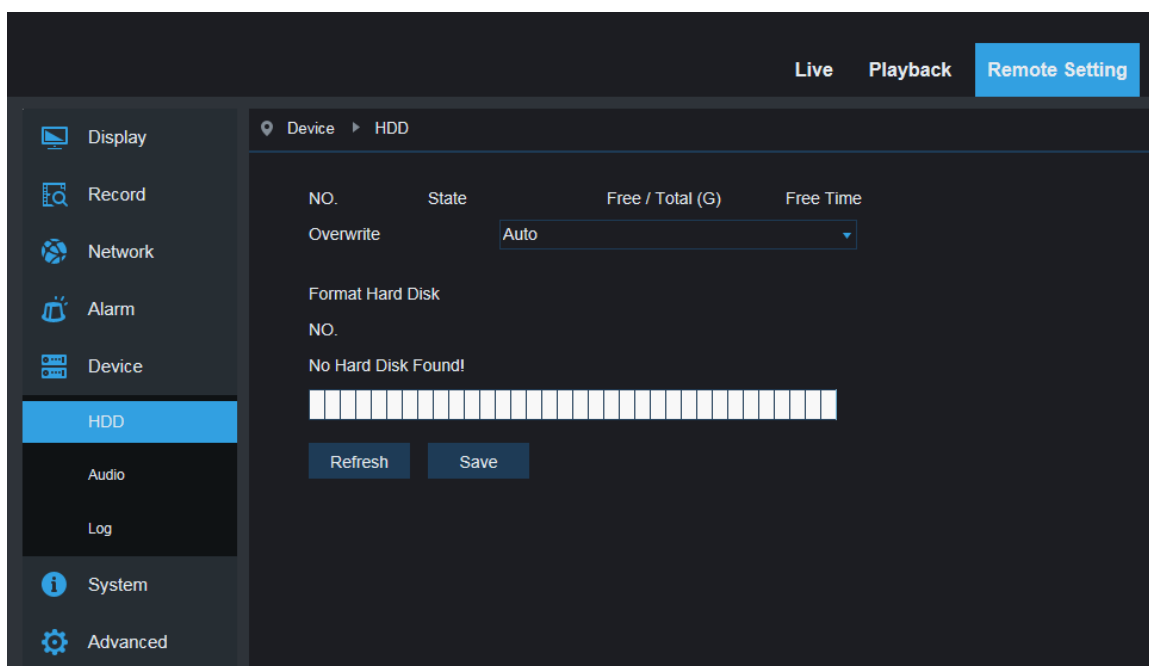 Live Playback Remote Setting
Display
Record
Network
Alarm
Device
HDD
Audio
Log
System
Advanced
Device HDD
NO. State Free / Total (G) Free Time
Overwrite Auto
Format Hard Disk
NO.
No Hard Disk Found!
Refresh Save